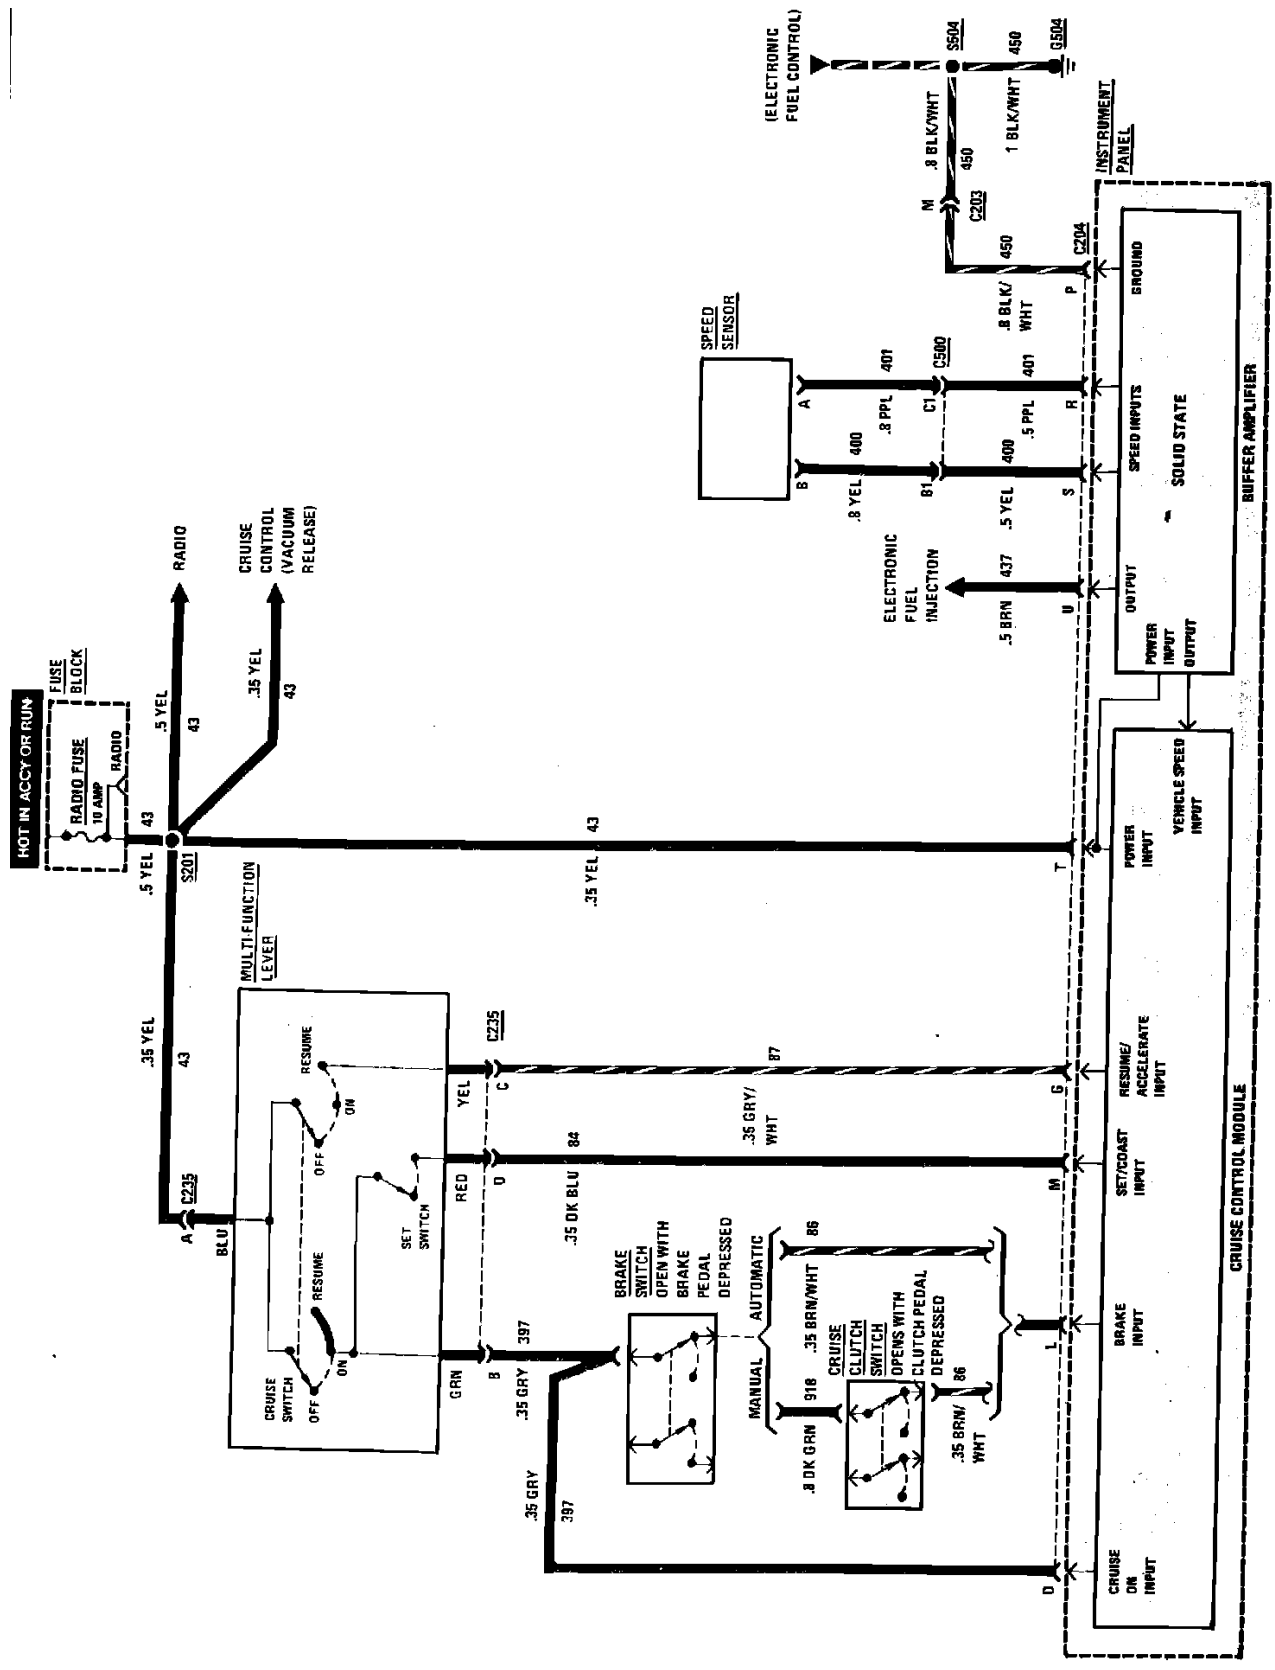 HOT IN ACCY OR RUN
FUSE
BLOCK
RADIO FUSE
10 AMP
RADIO
.5 YEL
43
S201
.5 YEL
43
RADIO
.35 YEL
43
CRUISE
CONTROL
(VACUUM
RELEASE)
.35 YEL
43
A
C235
BLU
MULTI-FUNCTION
LEVER
CRUISE
SWITCH
OFF
ON
RESUME
OFF
ON
RESUME
SET
SWITCH
GRN
B
RED
D
YEL
C
C235
.35 GRY
397
.35 GRY
397
.35 DK BLU
84
.35 GRY/
WHT
87
.35 YEL
43
BRAKE
SWITCH
OPEN WITH
BRAKE
PEDAL
DEPRESSED
MANUAL
AUTOMATIC
.8 DK GRN
918
.35 BRN/WHT
86
CRUISE
CLUTCH
SWITCH
OPENS WITH
CLUTCH PEDAL
DEPRESSED
.35 BRN/
WHT
86
SPEED
SENSOR
B
A
.8 YEL
400
.8 PPL
401
B1
C1
C500
.5 YEL
400
.5 PPL
401
ELECTRONIC
FUEL
INJECTION
.5 BRN
437
(ELECTRONIC
FUEL CONTROL)
S504
450
G504
1 BLK/WHT
.8 BLK/WHT
450
M
C203
.8 BLK/
WHT
450
C204
D
L
M
G
T
U
S
R
P
INSTRUMENT
PANEL
CRUISE
ON
INPUT
BRAKE
INPUT
SET/COAST
INPUT
RESUME/
ACCELERATE
INPUT
POWER
INPUT
VEHICLE SPEED
INPUT
CRUISE CONTROL MODULE
POWER
INPUT
OUTPUT
OUTPUT
SPEED INPUTS
GROUND
SOLID STATE
BUFFER AMPLIFIER